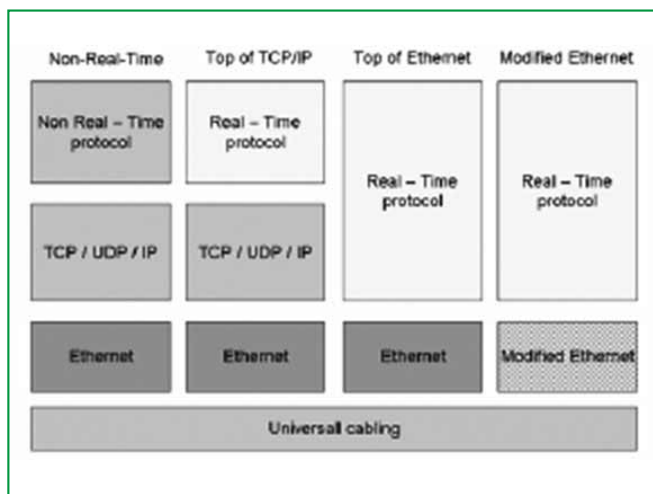 Non-Real-Time
Top of TCP/IP
Top of Ethernet
Modified Ethernet
Non Real – Time
protocol
Real – Time
protocol
Real – Time
protocol
Real – Time
protocol
TCP / UDP / IP
TCP / UDP / IP
Ethernet
Ethernet
Ethernet
Modified Ethernet
Universall cabling